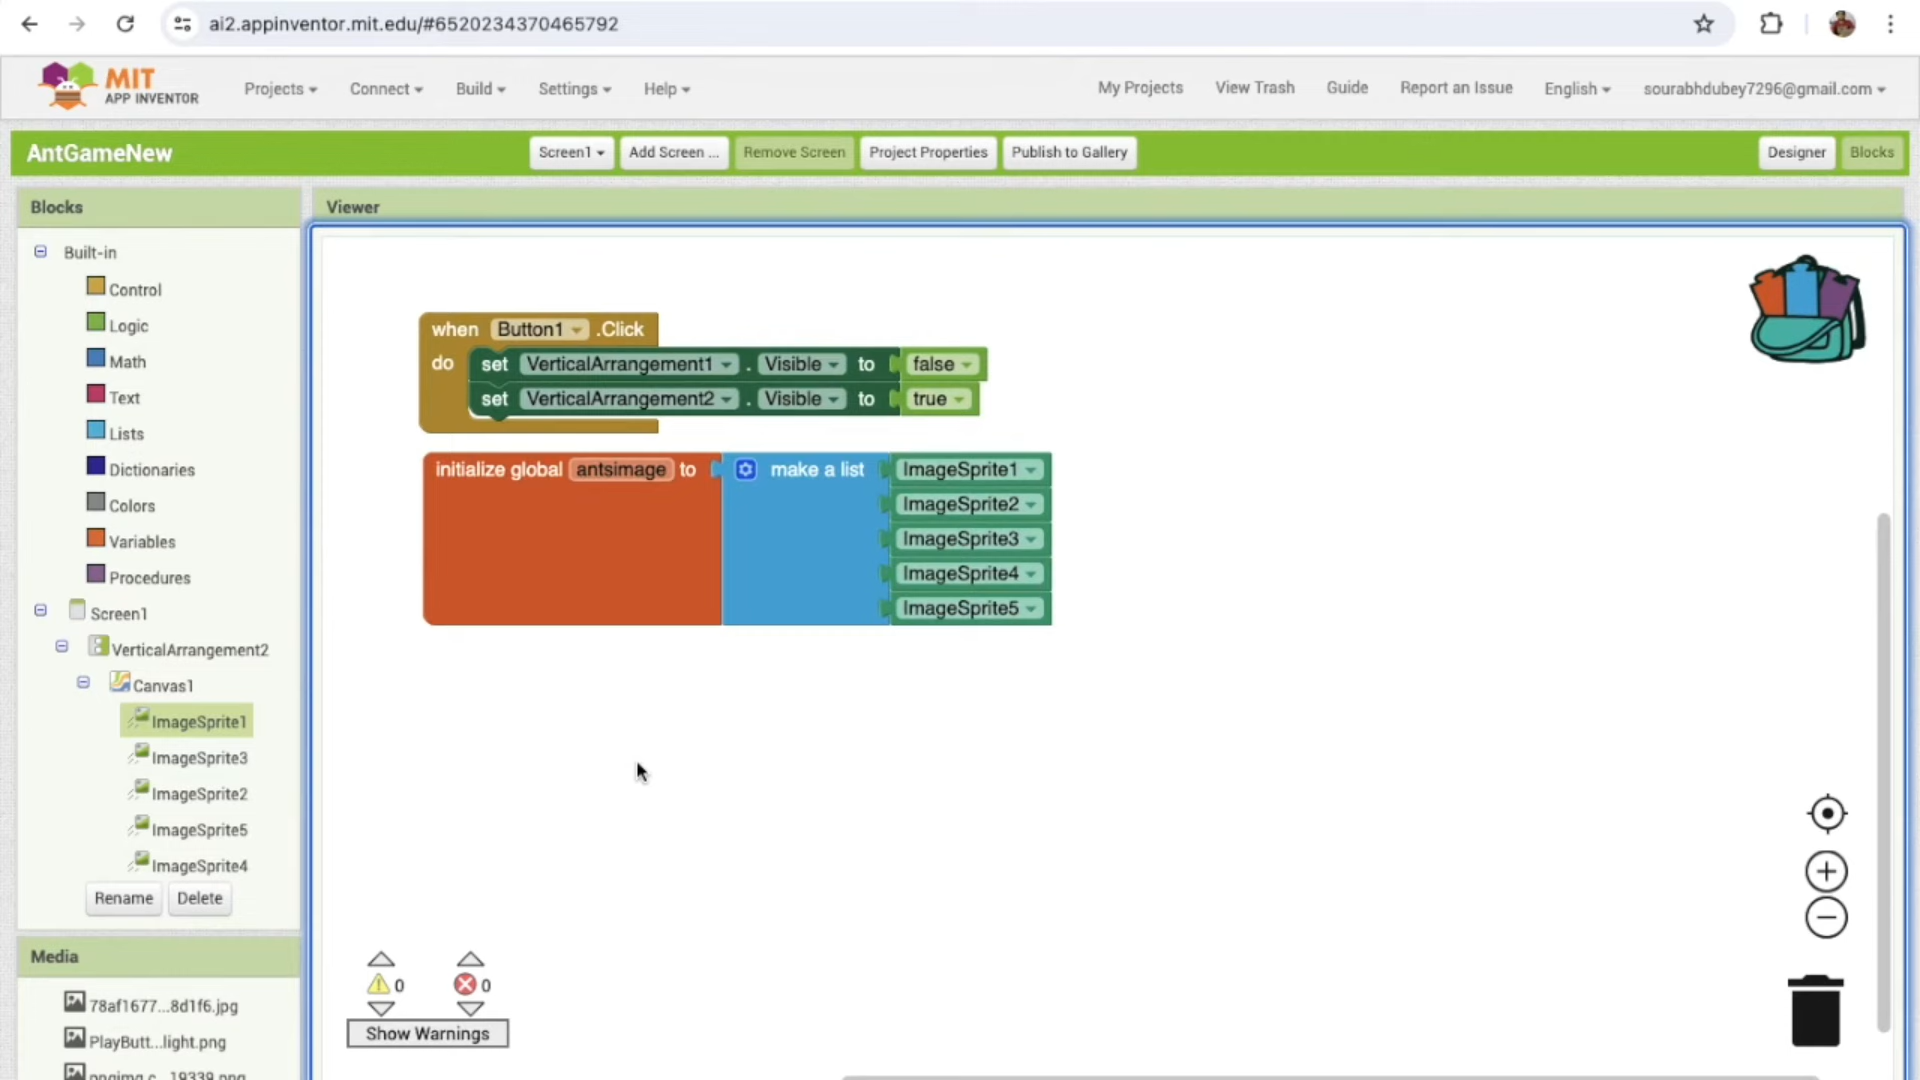 ai2.appinventor.mit.edu/#6520234370465792
MIT
APP INVENTOR
Projects
Connect
Build
Settings
Help
My Projects
View Trash
Guide
Report an Issue
English
sourabhdubey7296@gmail.com
AntGameNew
Screen1
Add Screen ...
Remove Screen
Project Properties
Publish to Gallery
Designer
Blocks
Blocks
Viewer
Built-in
Control
Logic
Math
Text
Lists
Dictionaries
Colors
Variables
Procedures
Screen1
VerticalArrangement2
Canvas1
ImageSprite1
ImageSprite3
ImageSprite2
ImageSprite5
ImageSprite4
Rename Delete
Media
78af1677...8d1f6.jpg
PlayButt...light.png
when Button1 .Click
do set VerticalArrangement1 . Visible to false
set VerticalArrangement2 . Visible to true
initialize global antsimage to make a list ImageSprite1
ImageSprite2
ImageSprite3
ImageSprite4
ImageSprite5
0 0
Show Warnings